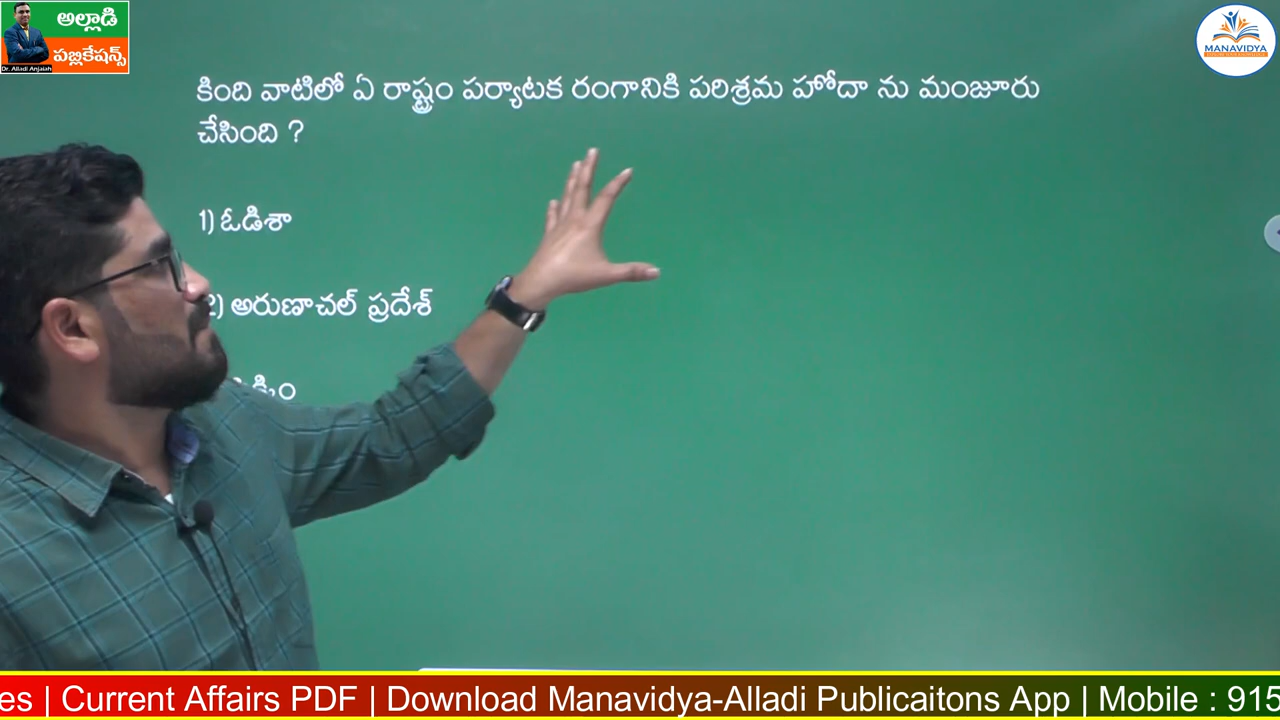 అల్లాడి
పబ్లికేషన్స్
Dr. Alladi Anjaiah
MANAVIDYA
కింది వాటిలో ఏ రాష్ట్రం పర్యాటక రంగానికి పరిశ్రమ హోదా ను మంజూరు
చేసింది ?
1) ఓడిశా
2) అరుణాచల్ ప్రదేశ్
es | Current Affairs PDF | Download Manavidya-Alladi Publicaitons App | Mobile : 915